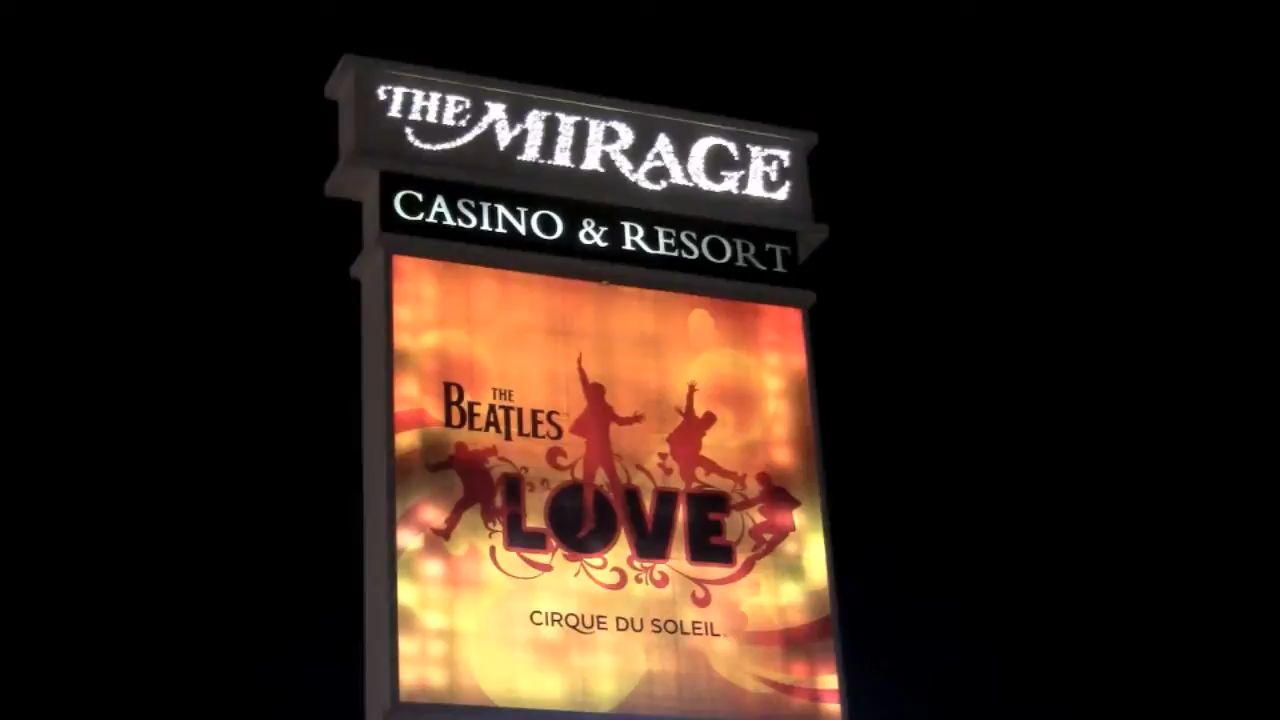 THE MIRAGE
CASINO & RESORT
THE
BEATLES
LOVE
CIRQUE DU SOLEIL